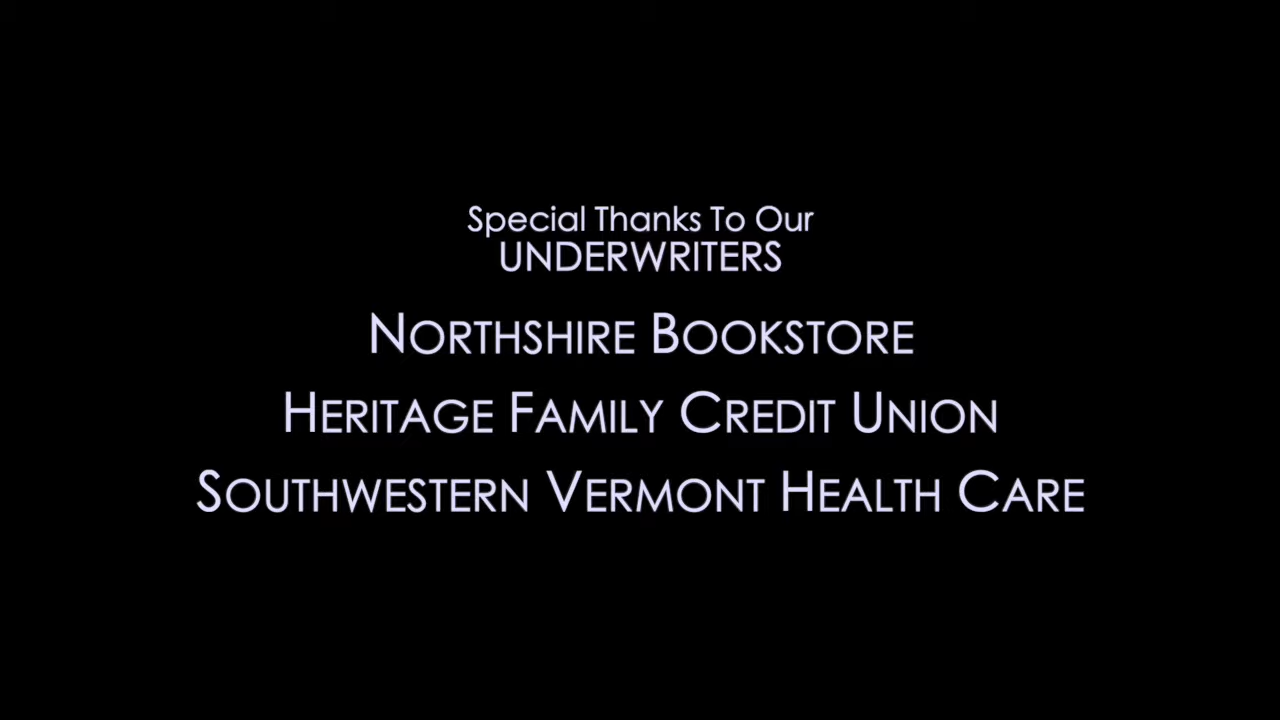 Special Thanks To Our
UNDERWRITERS
NORTHSHIRE BOOKSTORE
HERITAGE FAMILY CREDIT UNION
SOUTHWESTERN VERMONT HEALTH CARE